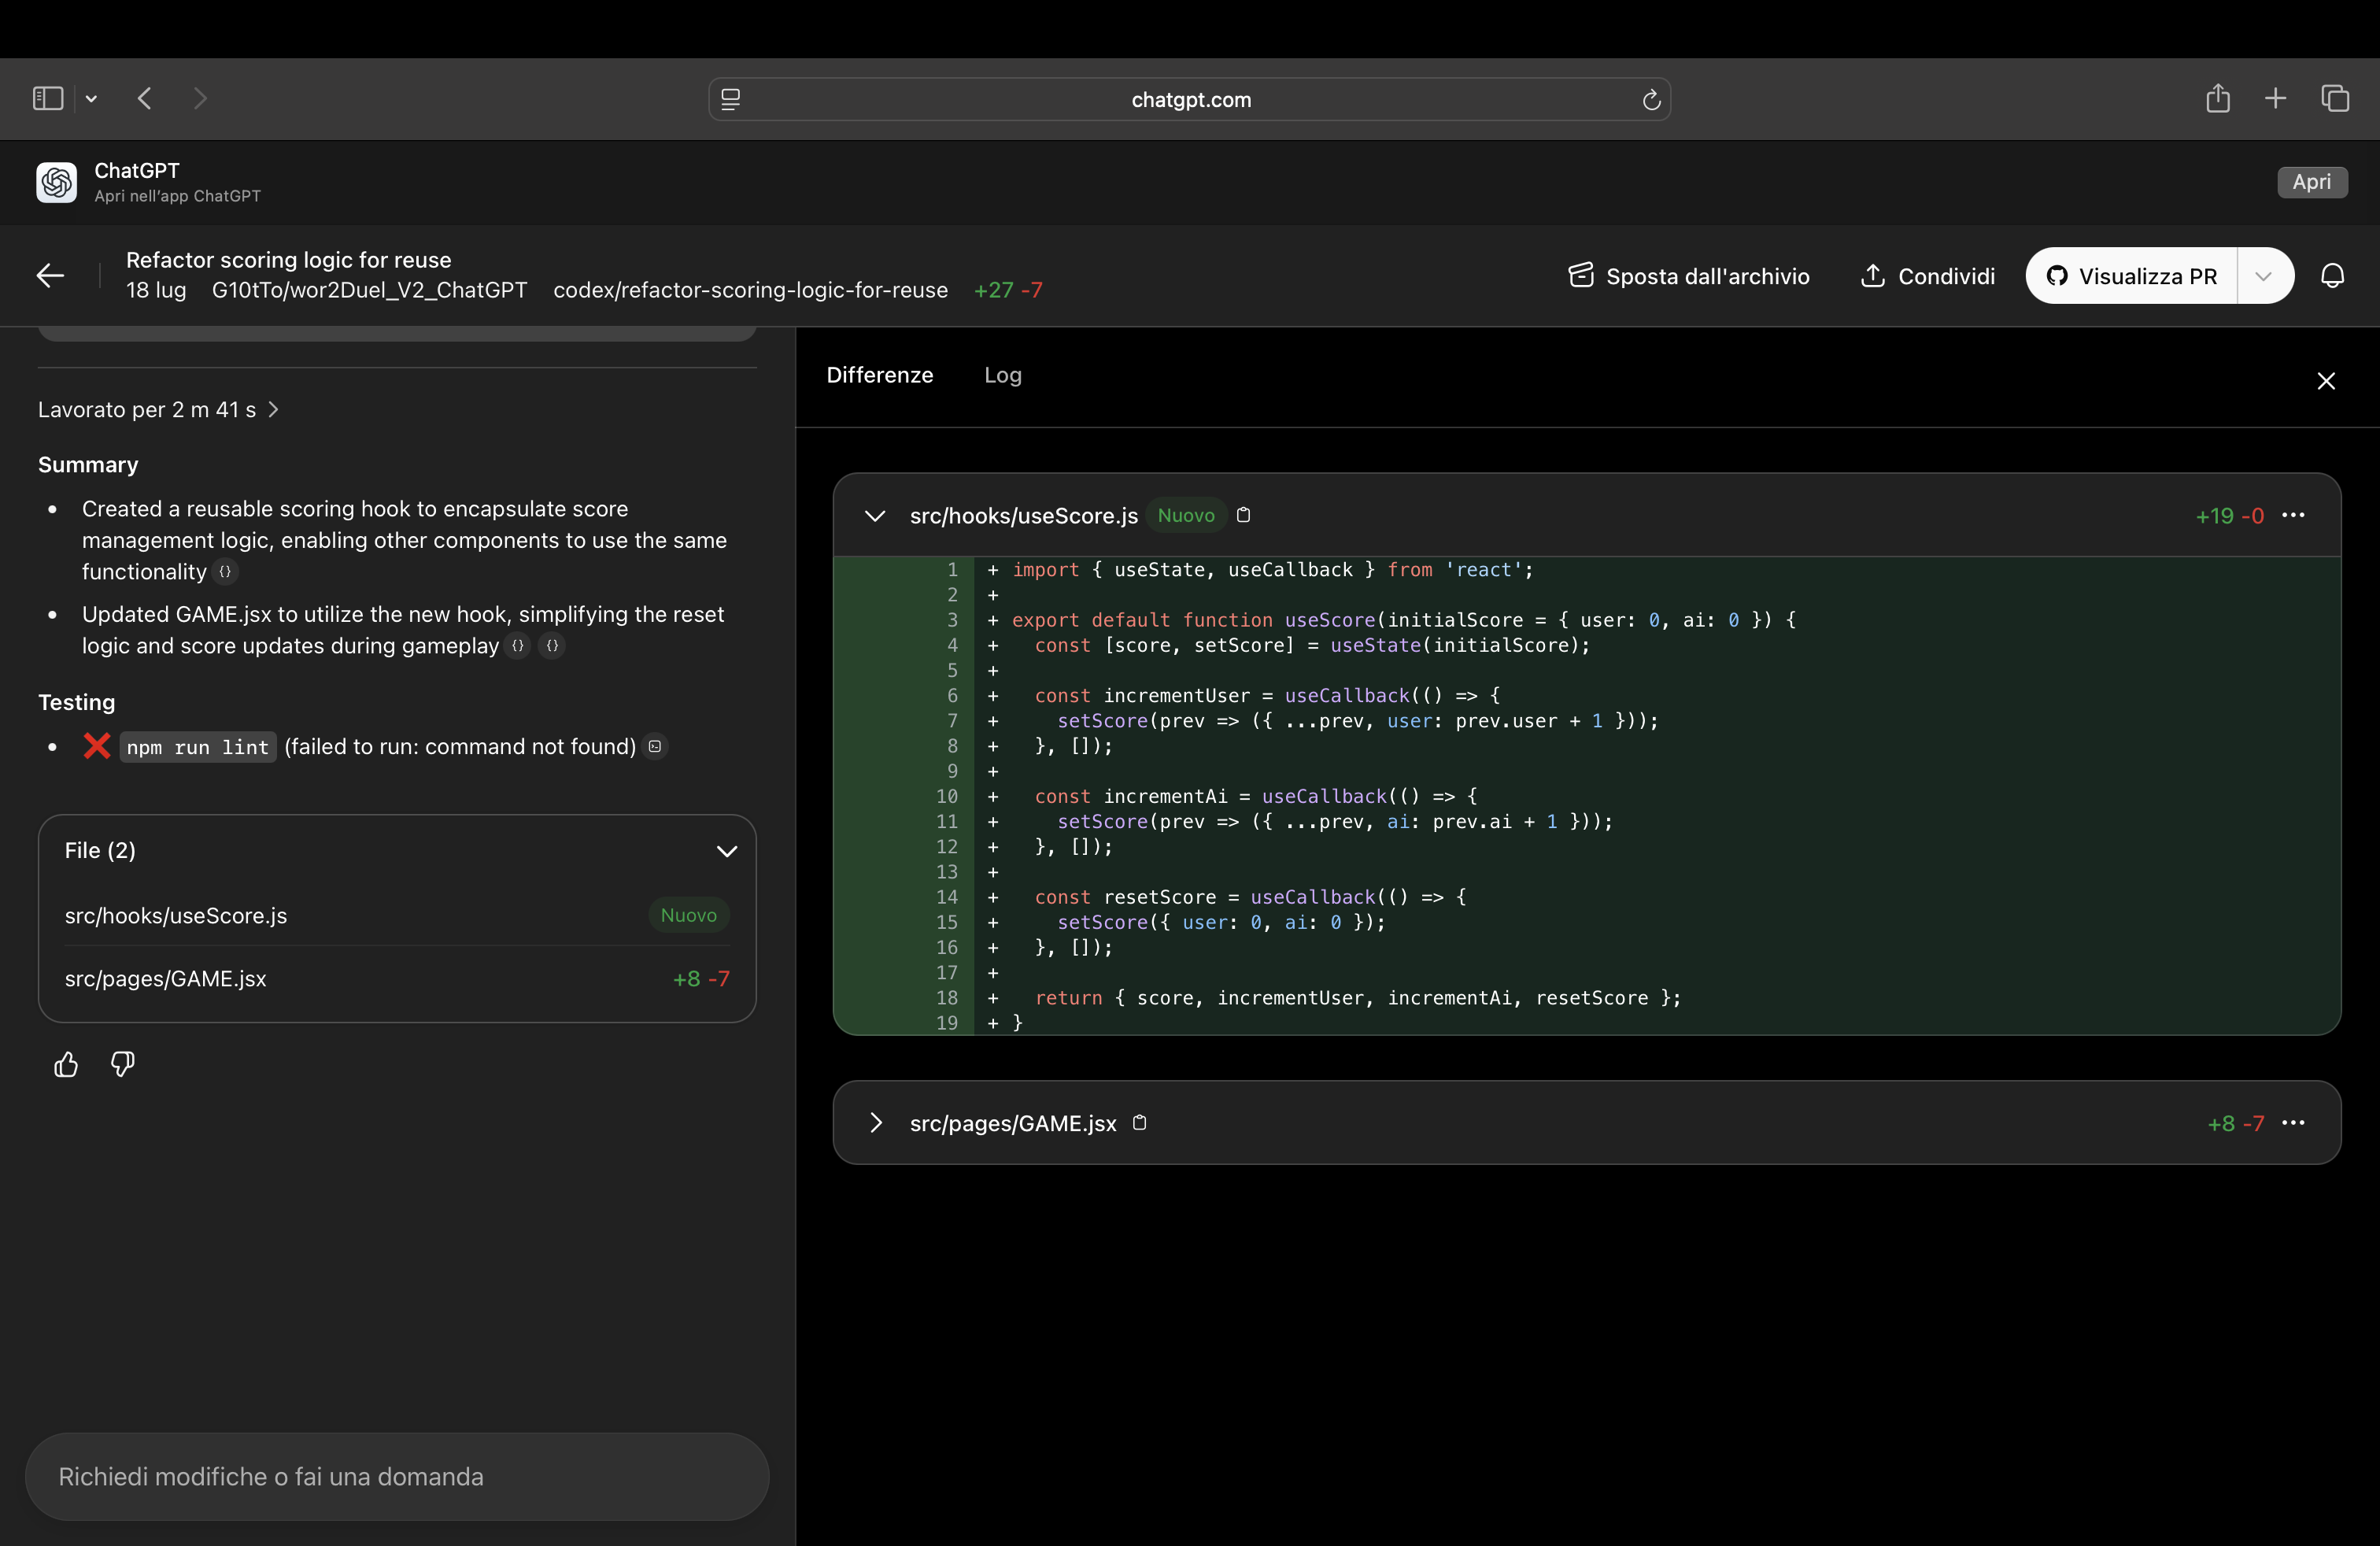 chatgpt.com
ChatGPT
Apri nell'app ChatGPT
Apri
Refactor scoring logic for reuse
18 lug G10tTo/wor2Duel_V2_ChatGPT codex/refactor-scoring-logic-for-reuse +27 -7
Sposta dall'archivio
Condividi
Visualizza PR
Lavorato per 2 m 41 s
Summary
Created a reusable scoring hook to encapsulate score
management logic, enabling other components to use the same
functionality {}
Updated GAME.jsx to utilize the new hook, simplifying the reset
logic and score updates during gameplay {} {}
Testing
❌ npm run lint (failed to run: command not found)
File (2)
src/hooks/useScore.js Nuovo
src/pages/GAME.jsx +8 -7
Richiedi modifiche o fai una domanda
Differenze Log
src/hooks/useScore.js Nuovo +19 -0
1 + import { useState, useCallback } from 'react';
2 +
3 + export default function useScore(initialScore = { user: 0, ai: 0 }) {
4 +   const [score, setScore] = useState(initialScore);
5 +
6 +   const incrementUser = useCallback(() => {
7 +     setScore(prev => ({ ...prev, user: prev.user + 1 }));
8 +   }, []);
9 +
10 +   const incrementAi = useCallback(() => {
11 +     setScore(prev => ({ ...prev, ai: prev.ai + 1 }));
12 +   }, []);
13 +
14 +   const resetScore = useCallback(() => {
15 +     setScore({ user: 0, ai: 0 });
16 +   }, []);
17 +
18 +   return { score, incrementUser, incrementAi, resetScore };
19 + }
src/pages/GAME.jsx +8 -7